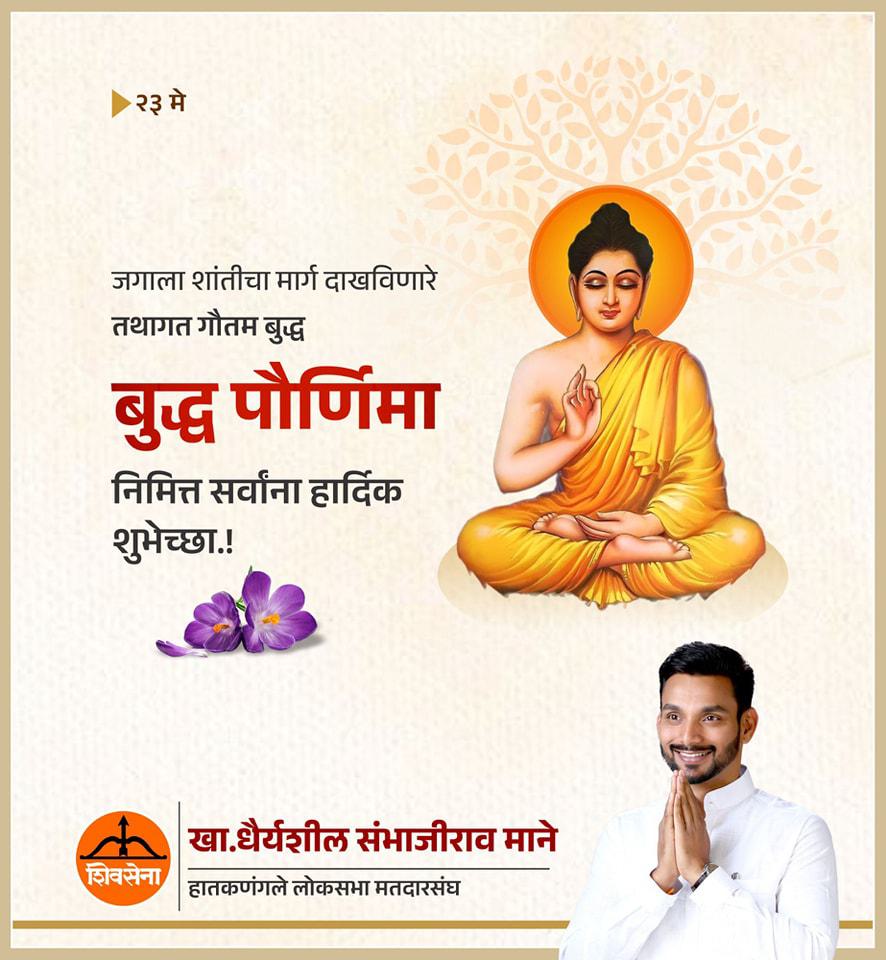 २३ मे
जगाला शांतीचा मार्ग दाखविणारे
तथागत गौतम बुद्ध
बुद्ध पौर्णिमा
निमित्त सर्वांना हार्दिक
शुभेच्छा.!
शिवसेना
खा.धैर्यशील संभाजीराव माने
हातकणंगले लोकसभा मतदारसंघ